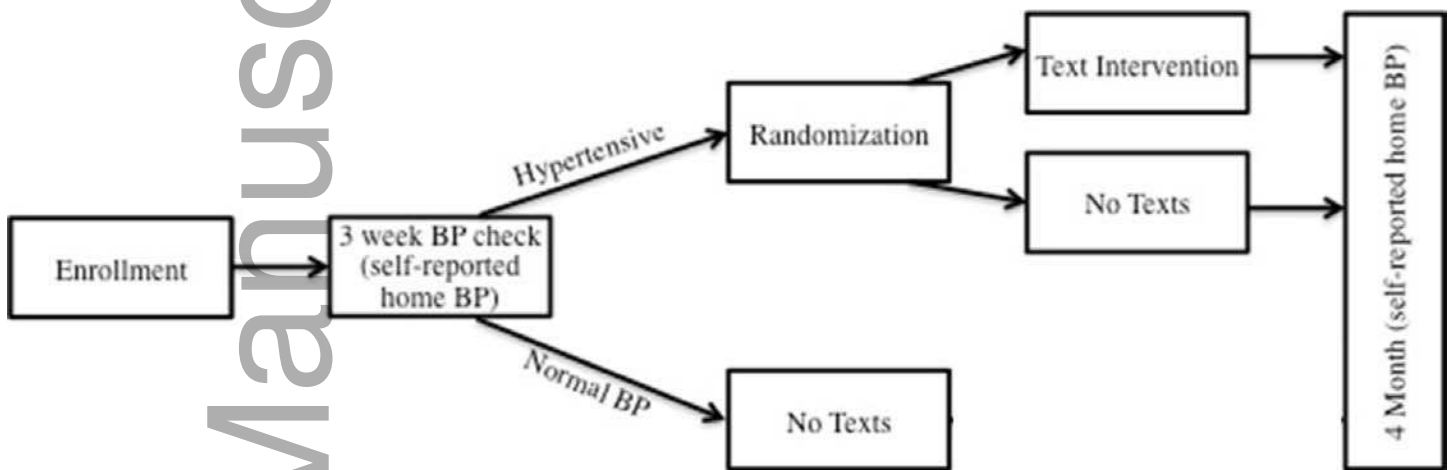 Manusc
Enrollment
3 week BP check
(self-reported
home BP)
Hypertensive
Normal BP
Randomization
No Texts
Text Intervention
No Texts
4 Month (self-reported home BP)